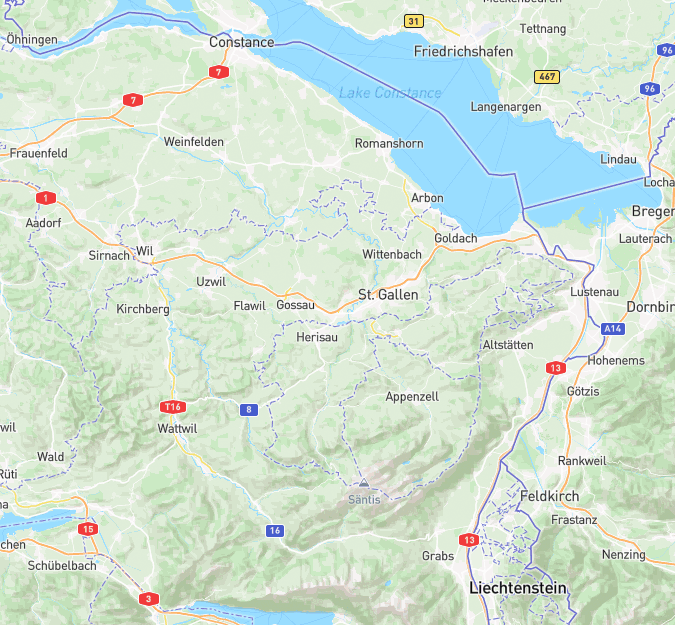 Meckenbeuren
Öhningen
31
Tettnang
Constance
Friedrichshafen
96
7
467
96
Lake Constance
7
Langenargen
Weinfelden
Romanshorn
Frauenfeld
Lindau
Locha
1
Arbon
Breger
Aadorf
Goldach
Lauterach
Wil
Sirnach
Wittenbach
Uzwil
St. Gallen
Lustenau
Kirchberg
Flawil
Gossau
Dornbir
A14
Herisau
Altstätten
Hohenems
13
Götzis
Appenzell
T16
8
wil
Wattwil
Wald
Rankweil
Rüti
Säntis
Feldkirch
na
Frastanz
15
16
13
chen
Grabs
Nenzing
Schübelbach
Liechtenstein
3